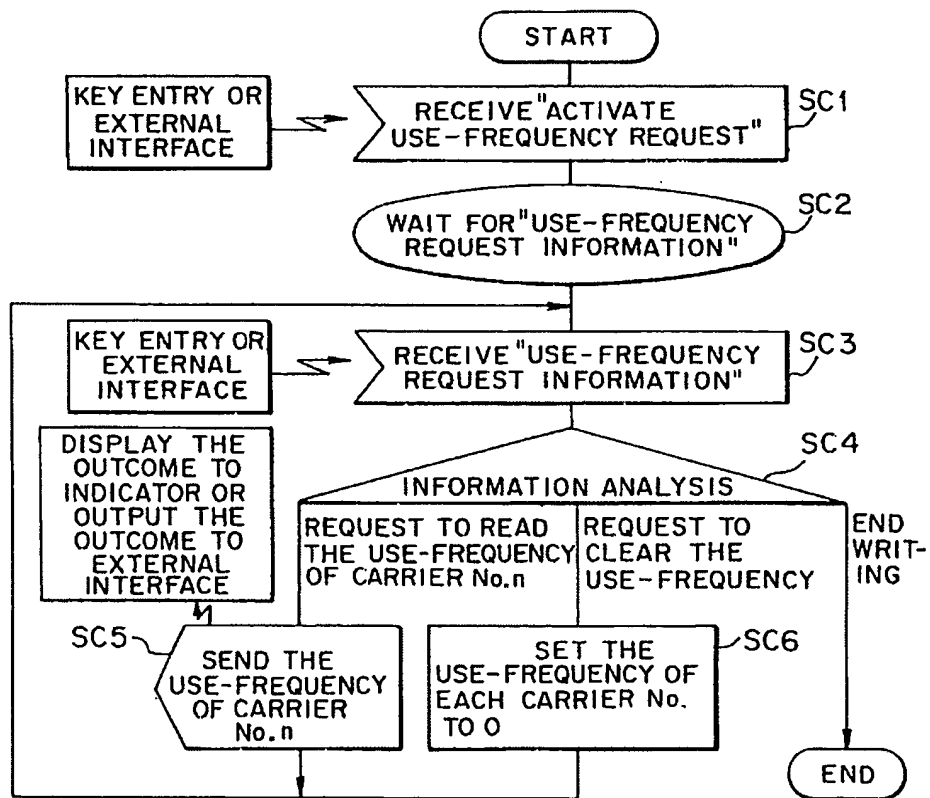 START
KEY ENTRY OR
EXTERNAL
INTERFACE
RECEIVE "ACTIVATE
USE-FREQUENCY REQUEST"
SC1
WAIT FOR "USE-FREQUENCY
REQUEST INFORMATION"
SC2
KEY ENTRY OR
EXTERNAL
INTERFACE
RECEIVE "USE-FREQUENCY
REQUEST INFORMATION"
SC3
DISPLAY THE
OUTCOME TO
INDICATOR OR
OUTPUT THE
OUTCOME TO
EXTERNAL
INTERFACE
INFORMATION ANALYSIS
SC4
REQUEST TO READ
THE USE-FREQUENCY
OF CARRIER No.n
REQUEST TO
CLEAR THE
USE-FREQUENCY
END
WRIT-
ING
SC5
SEND THE
USE-FREQUENCY
OF CARRIER
No.n
SET THE
USE-FREQUENCY OF
EACH CARRIER No.
TO 0
SC6
END